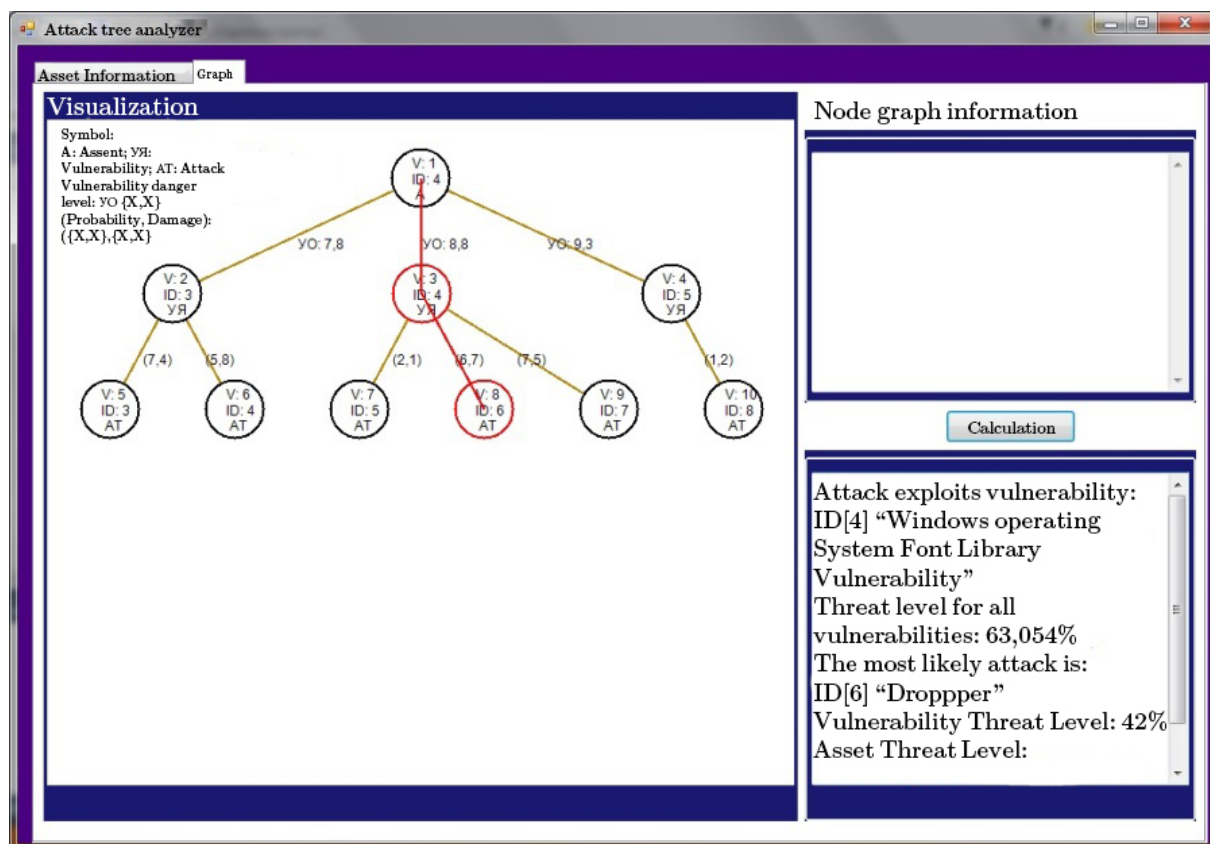 Attack tree analyzer
Asset Information
Graph
Visualization
Symbol:
A: Assent; УЯ:
Vulnerability; AT: Attack
Vulnerability danger
level: УО {X,X}
(Probability, Damage):
({X,X},{X,X}
V: 1
ID: 4
A
УО: 7,8
УО: 8,8
УО: 9,3
V: 2
ID: 3
УЯ
V: 3
ID: 4
УЯ
V: 4
ID: 5
УЯ
(7,4)
(5,8)
(2,1)
(6,7)
(7,5)
(1,2)
V: 5
ID: 3
AT
V: 6
ID: 4
AT
V: 7
ID: 5
AT
V: 8
ID: 6
AT
V: 9
ID: 7
AT
V: 10
ID: 8
AT
Node graph information
Calculation
Attack exploits vulnerability:
ID[4] “Windows operating
System Font Library
Vulnerability”
Threat level for all
vulnerabilities: 63,054%
The most likely attack is:
ID[6] “Droppper”
Vulnerability Threat Level: 42%
Asset Threat Level: